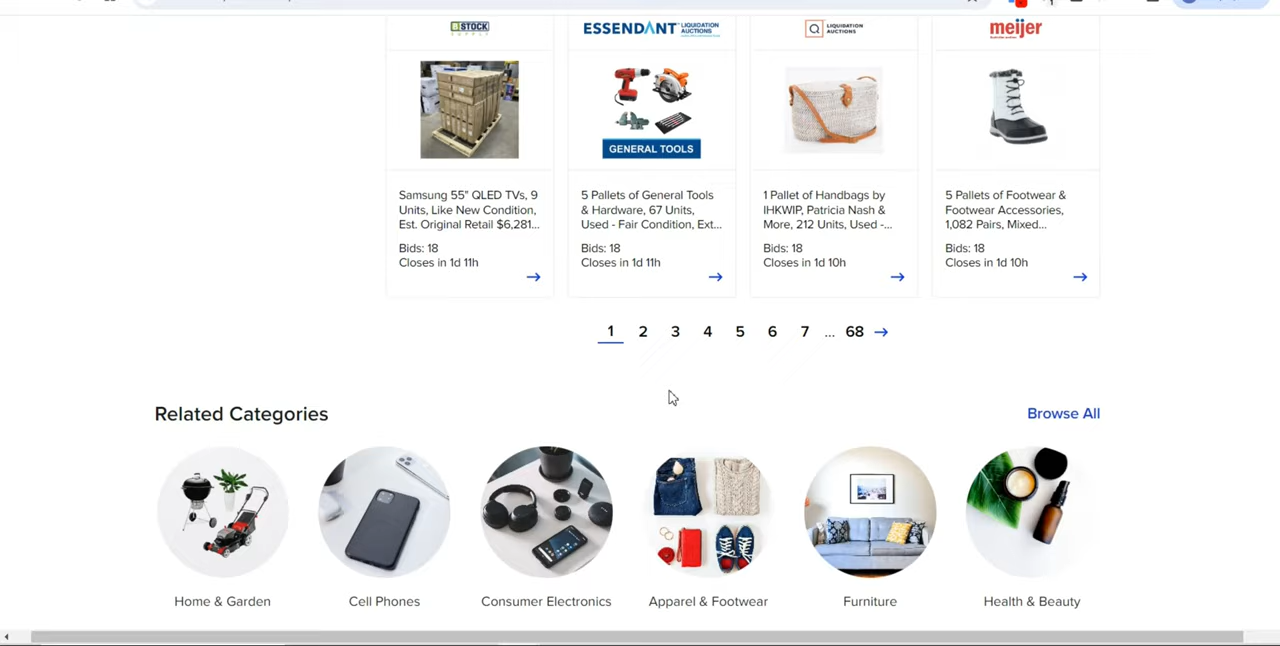 STOCK
SUPPLY
ESSENDANT LIQUIDATION AUCTIONS
LIQUIDATION AUCTIONS
meijer
GENERAL TOOLS
Samsung 55" QLED TVs, 9
Units, Like New Condition,
Est. Original Retail $6,281...
Bids: 18
Closes in 1d 11h
5 Pallets of General Tools
& Hardware, 67 Units,
Used - Fair Condition, Ext...
Bids: 18
Closes in 1d 11h
1 Pallet of Handbags by
IHKWIP, Patricia Nash &
More, 212 Units, Used -...
Bids: 18
Closes in 1d 10h
5 Pallets of Footwear &
Footwear Accessories,
1,082 Pairs, Mixed...
Bids: 18
Closes in 1d 10h
1 2 3 4 5 6 7 ... 68
Related Categories
Browse All
Home & Garden
Cell Phones
Consumer Electronics
Apparel & Footwear
Furniture
Health & Beauty